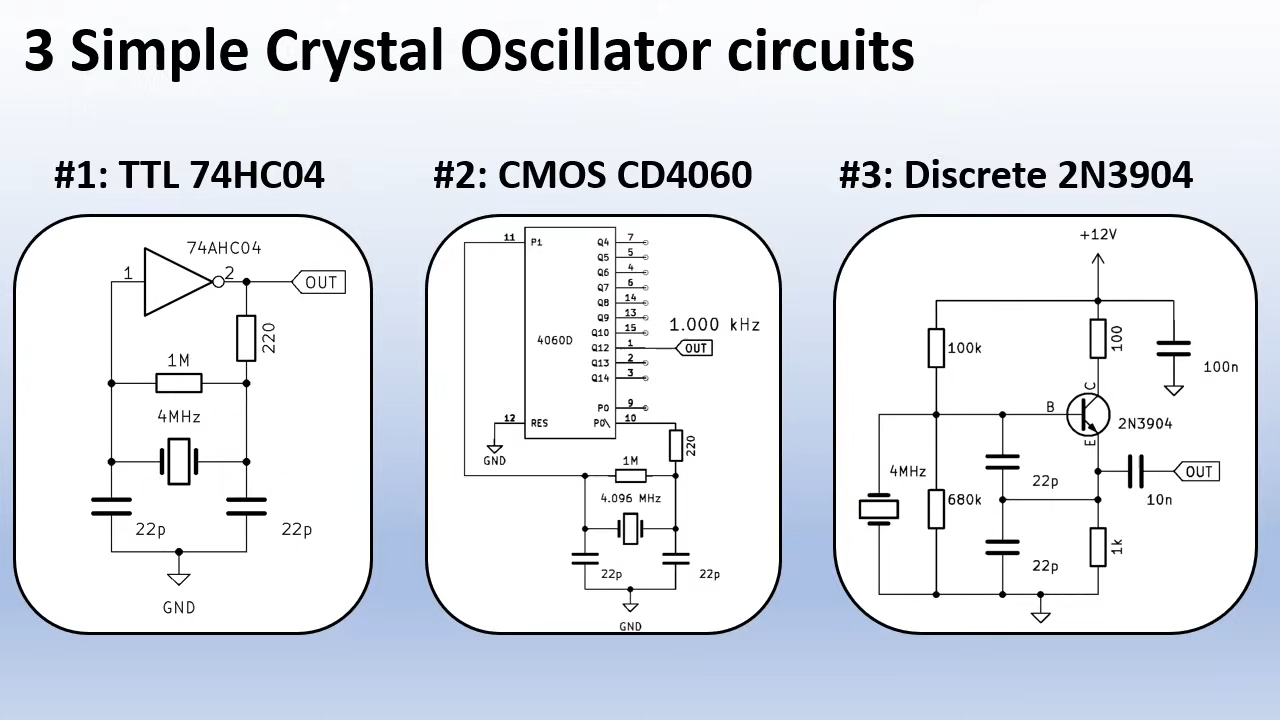 3 Simple Crystal Oscillator circuits
#1: TTL 74HC04
#2: CMOS CD4060
#3: Discrete 2N3904
74AHC04
1
2
OUT
220
1M
4MHz
22p
22p
GND
11
P1
Q4
7
Q5
5
Q6
4
Q7
6
Q8
14
Q9
13
Q10
15
1.000 kHz
4060D
Q12
1
OUT
Q13
2
Q14
3
P0
9
12
RES
P0\
10
220
GND
1M
4.096 MHz
22p
22p
GND
+12V
100k
100
100n
C
B
2N3904
E
4MHz
22p
OUT
680k
10n
1k
22p